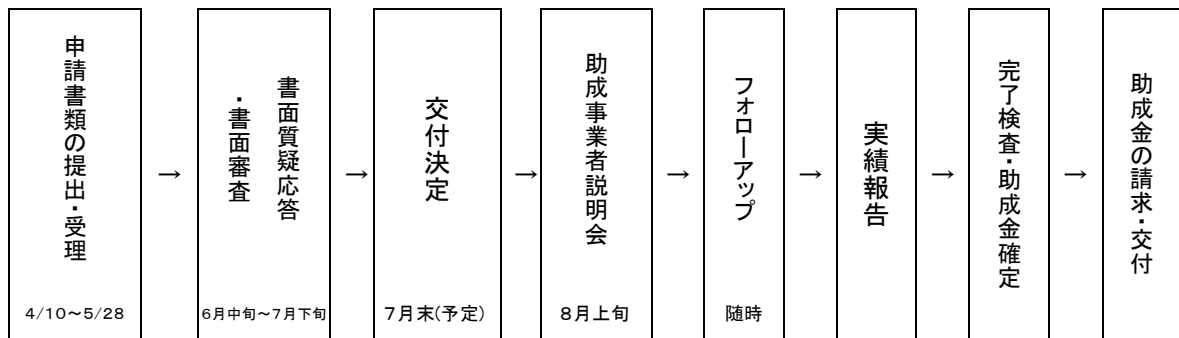 申請書類の提出・受理
4/10～5/28
→
書面質疑応答
・書面審査
6月中旬～7月下旬
→
交付決定
7月末(予定)
→
助成事業者説明会
8月上旬
→
フォローアップ
随時
→
実績報告
→
完了検査・助成金確定
→
助成金の請求・交付